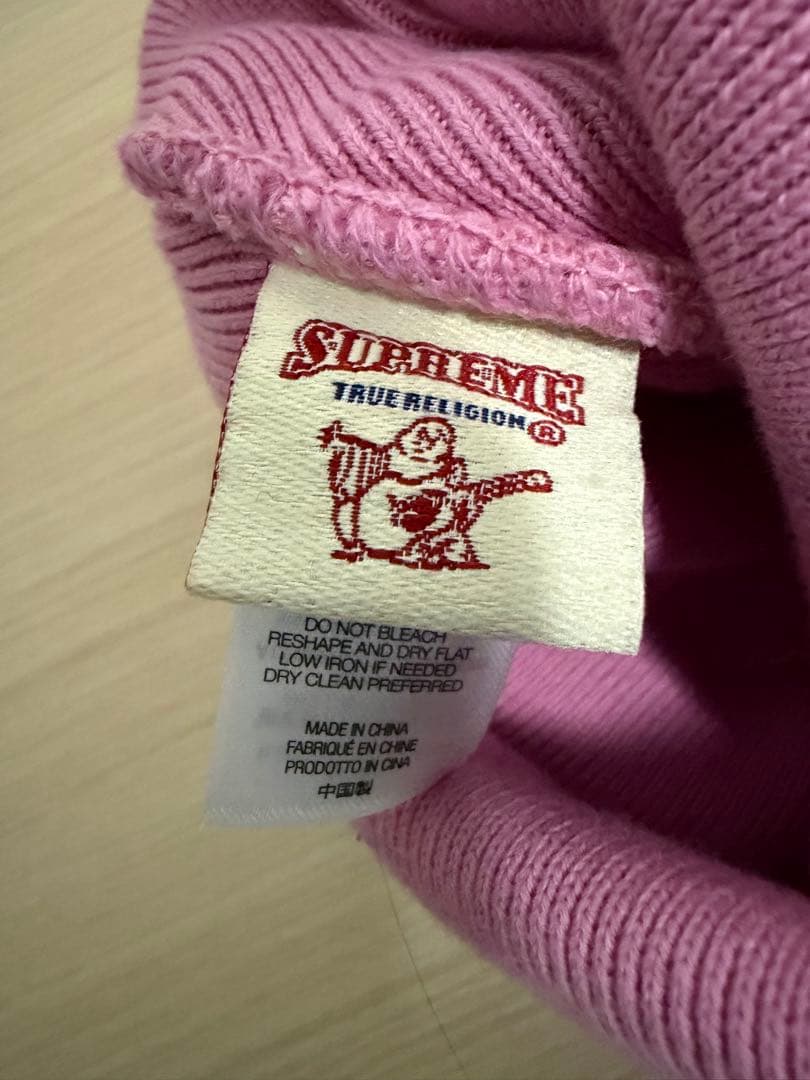 SUPREME
TRUE RELIGION®
DO NOT BLEACH
RESHAPE AND DRY FLAT
LOW IRON IF NEEDED
DRY CLEAN PREFERRED
MADE IN CHINA
FABRIQUÉ EN CHINE
PRODOTTO IN CINA
中国製